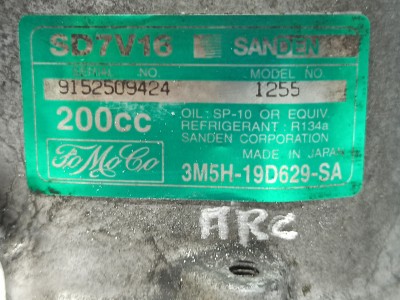 SD7V16 SANDEN
SERIAL NO. MODEL NO.
9152509424 1255
200cc OIL: SP-10 OR EQUIV.
REFRIGERANT: R134a
SANDEN CORPORATION
MADE IN JAPAN
FoMoCo 3M5H-19D629-SA
ARC